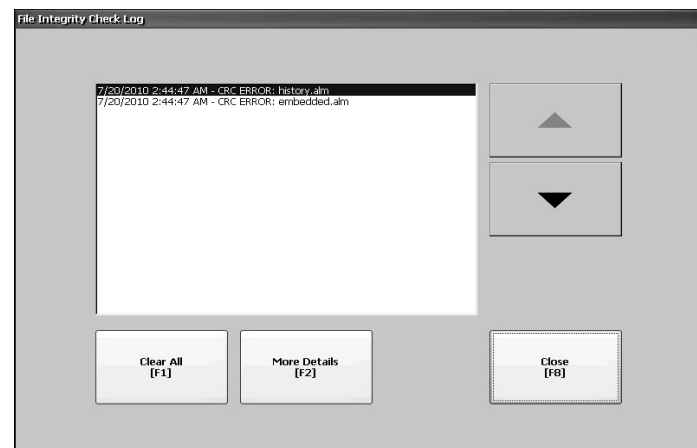 File Integrity Check Log
7/20/2010 2:44:47 AM - CRC ERROR: history.alm
7/20/2010 2:44:47 AM - CRC ERROR: embedded.alm
Clear All
[F1]
More Details
[F2]
Close
[F8]